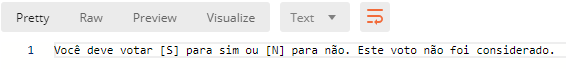 Pretty Raw Preview Visualize Text
1 Você deve votar [S] para sim ou [N] para não. Este voto não foi considerado.